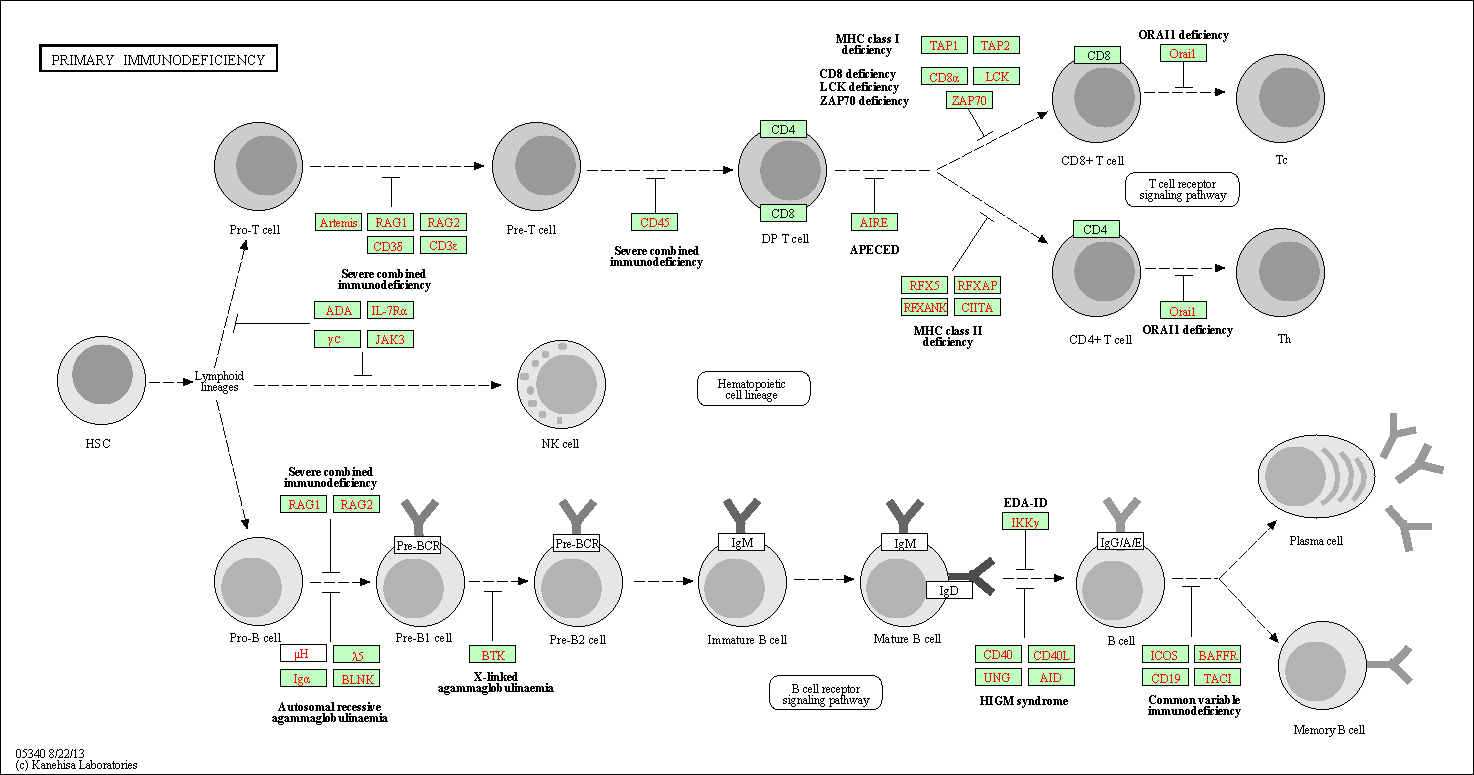 PRIMARY IMMUNODEFICIENCY
MHC class I
deficiency
TAP1
TAP2
CD8 deficiency
LCK deficiency
ZAP70 deficiency
CD8α
LCK
ZAP70
CD8
CD8+ T cell
ORAI1 deficiency
Orai1
Tc
T cell receptor
signaling pathway
Pro-T cell
Artemis
RAG1
RAG2
CD3δ
CD3ε
Severe combined
immunodeficiency
Pre-T cell
CD45
Severe combined
immunodeficiency
CD4
CD8
DP T cell
AIRE
APECED
RFX5
RFXAP
RFXANK
CIITA
MHC class II
deficiency
CD4
CD4+ T cell
Orai1
ORAI1 deficiency
Th
ADA
IL-7Rα
γc
JAK3
HSC
Lymphoid
lineages
NK cell
Hematopoietic
cell lineage
Severe combined
immunodeficiency
RAG1
RAG2
Pro-B cell
μH
λ5
Igα
BLNK
Autosomal recessive
agammaglobulinaemia
Pre-BCR
Pre-B1 cell
BTK
X-linked
agammaglobulinaemia
Pre-BCR
Pre-B2 cell
IgM
Immature B cell
IgM
IgD
Mature B cell
B cell receptor
signaling pathway
EDA-ID
IKKγ
CD40
CD40L
UNG
AID
HIGM syndrome
IgG/A/E
B cell
ICOS
BAFFR
CD19
TACI
Common variable
immunodeficiency
Plasma cell
Memory B cell
05340 8/22/13
(c) Kanehisa Laboratories